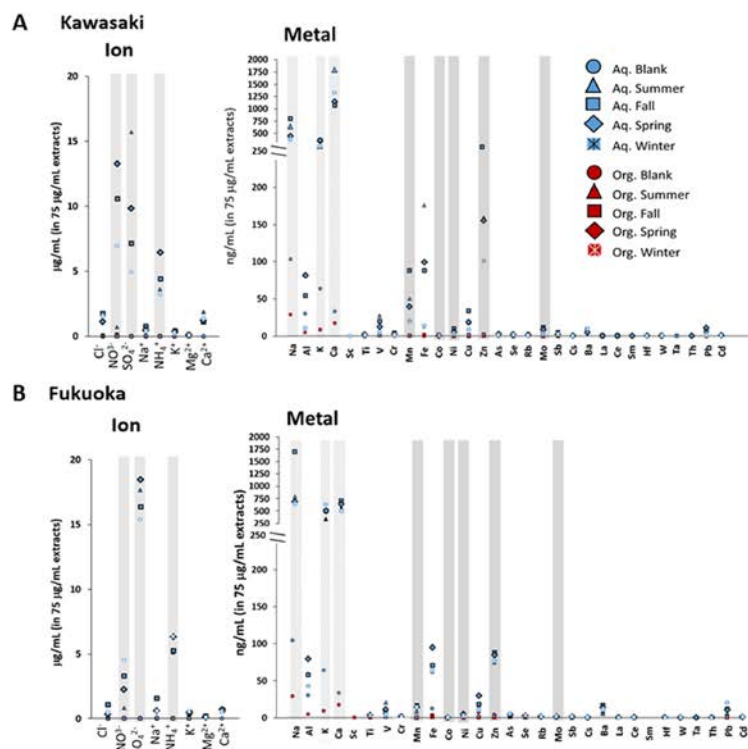 A Kawasaki
Ion
Metal
µg/mL (in 75 µg/mL extracts)
20
15
10
5
0
Cl⁻
NO³⁻
SO₄²⁻
Na⁺
NH₄⁺
K⁺
Mg²⁺
Ca²⁺
ng/mL (in 75 µg/mL extracts)
2000
1750
1500
1250
1000
750
500
250
200
150
100
50
0
Na Al K Ca Sc Ti V Cr Mn Fe Co Ni Cu Zn As Se Rb Mo Sb Cs Ba La Ce Sm Hf W Ta Th Pb Cd
Aq. Blank
Aq. Summer
Aq. Fall
Aq. Spring
Aq. Winter
Org. Blank
Org. Summer
Org. Fall
Org. Spring
Org. Winter
B Fukuoka
Ion
Metal
µg/mL (in 75 µg/mL extracts)
20
15
10
5
0
Cl⁻
NO³⁻
O₄²⁻
Na⁺
NH₄⁺
K⁺
Mg²⁺
Ca²⁺
ng/mL (in 75 µg/mL extracts)
2000
1750
1500
1250
1000
750
500
250
200
150
100
50
0
Na Al K Ca Sc Ti V Cr Mn Fe Co Ni Cu Zn As Se Rb Mo Sb Cs Ba La Ce Sm Hf W Ta Th Pb Cd